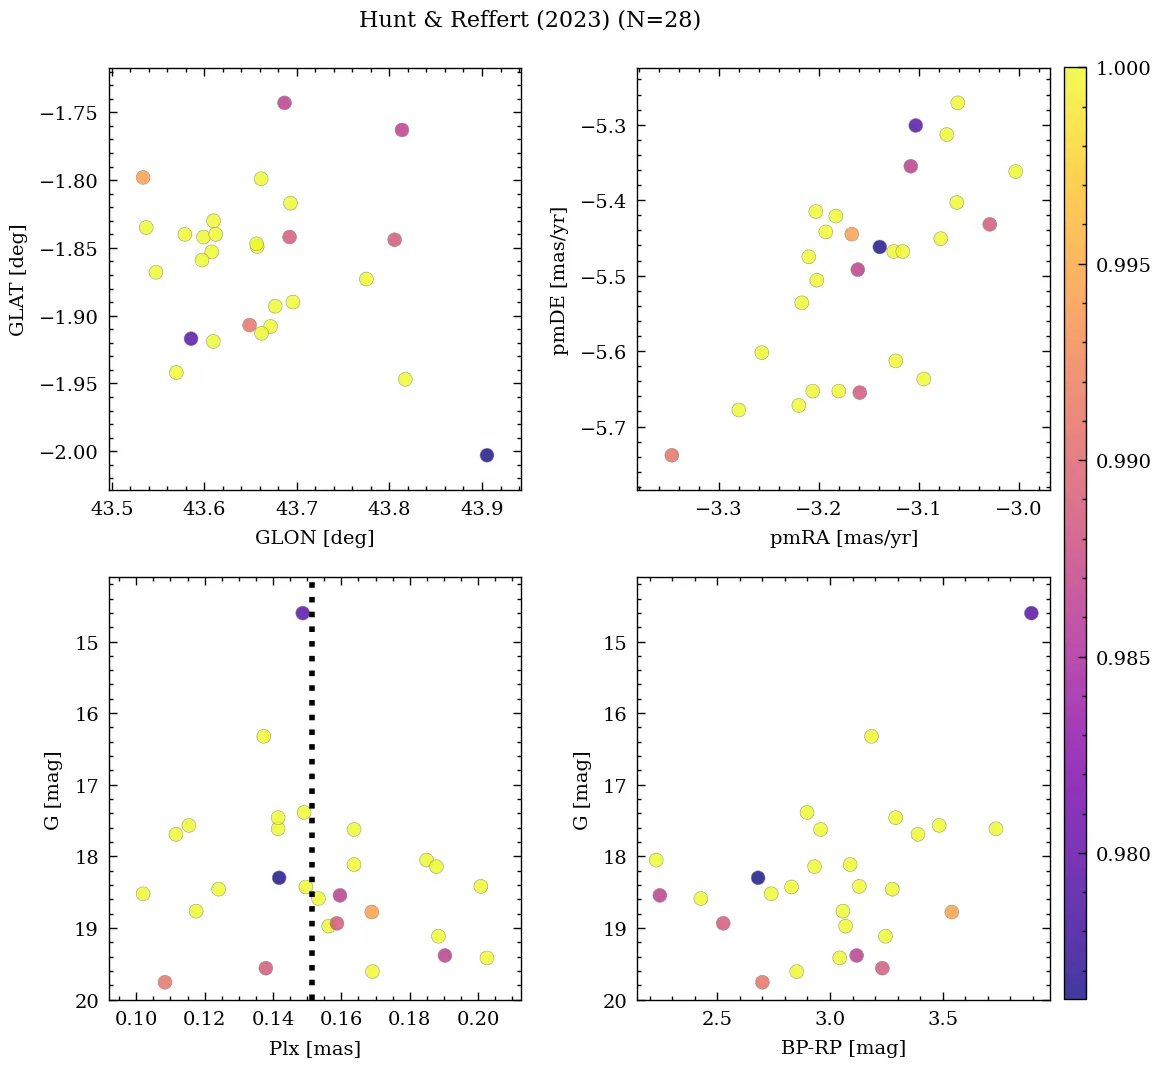 Hunt & Reffert (2023) (N=28)
−1.75
−1.80
−1.85
−1.90
−1.95
−2.00
GLAT [deg]
43.5 43.6 43.7 43.8 43.9
GLON [deg]
−5.3
−5.4
−5.5
−5.6
−5.7
pmDE [mas/yr]
−3.3 −3.2 −3.1 −3.0
pmRA [mas/yr]
1.000
0.995
0.990
0.985
0.980
15
16
17
18
19
20
G [mag]
0.10 0.12 0.14 0.16 0.18 0.20
Plx [mas]
15
16
17
18
19
20
G [mag]
2.5 3.0 3.5
BP-RP [mag]